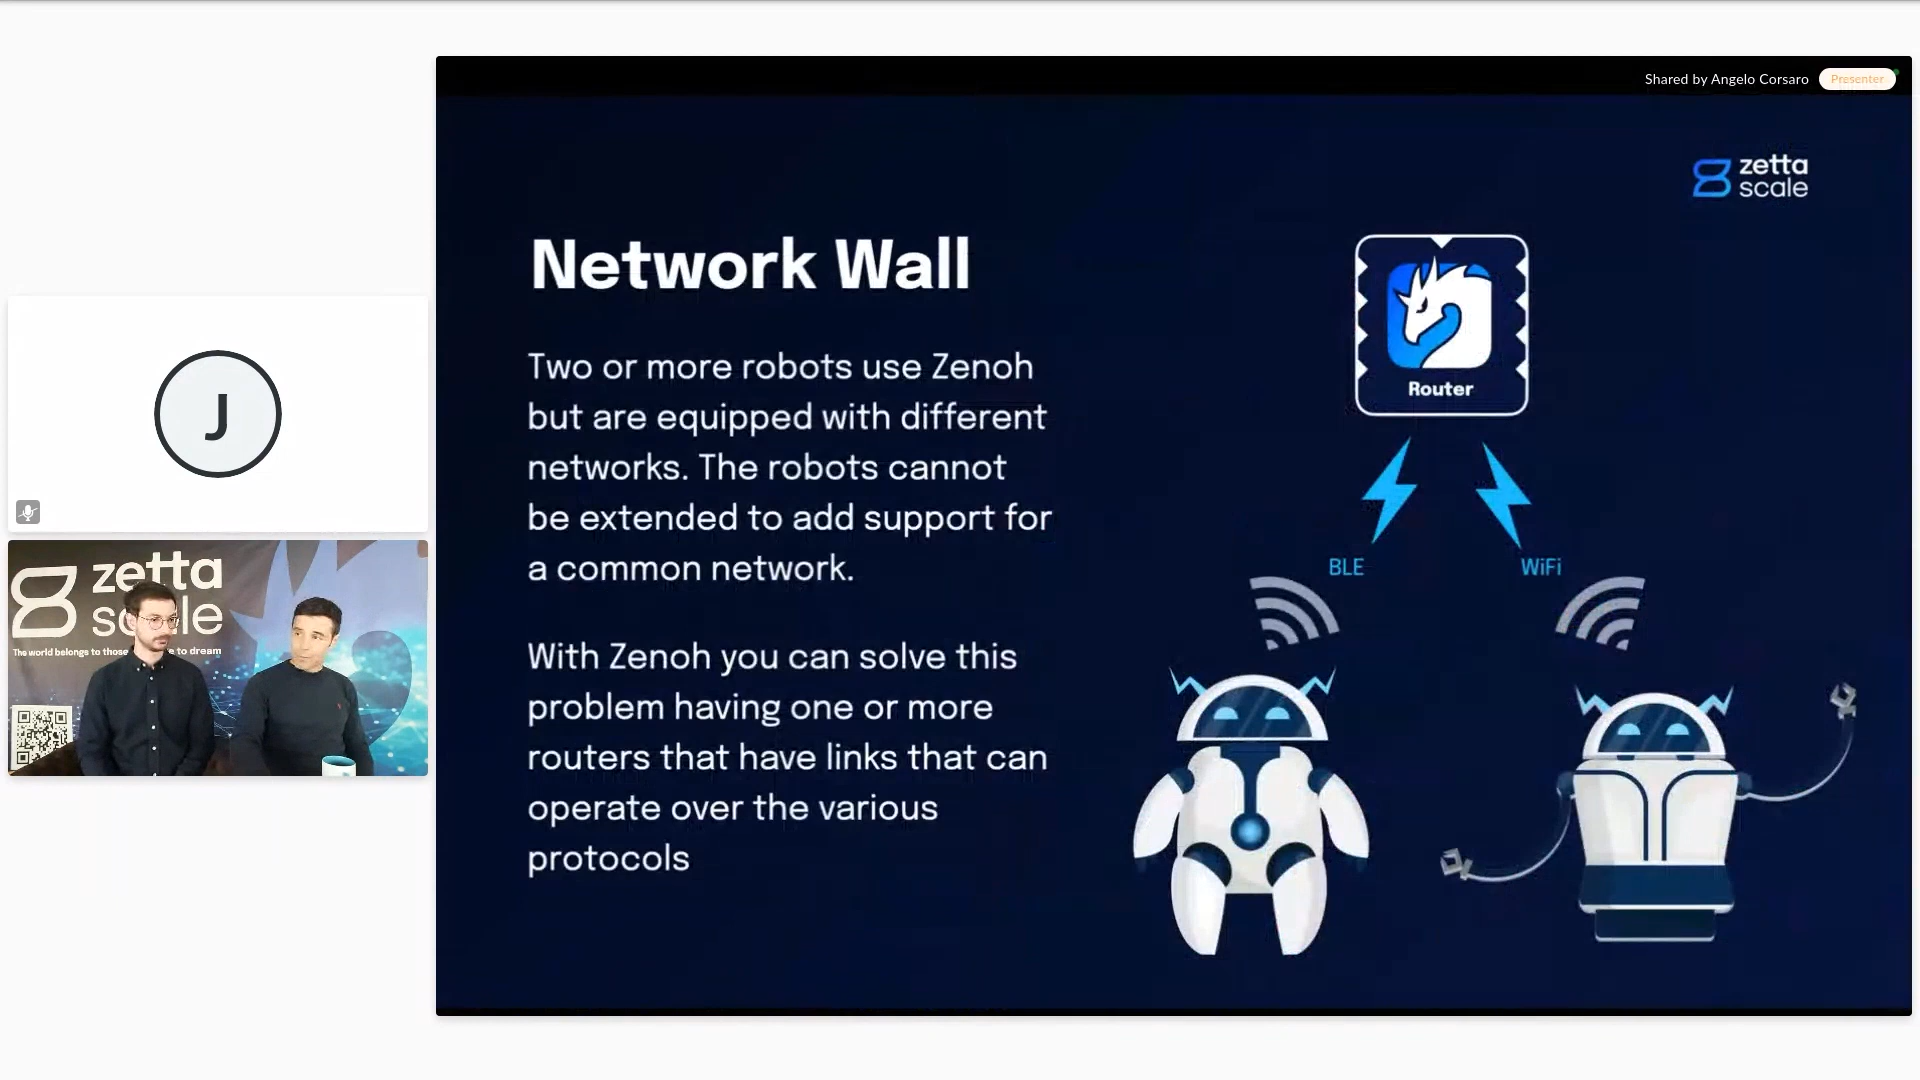 Shared by Angelo Corsaro
Presenter
zetta
scale
Network Wall
Router
Two or more robots use Zenoh
but are equipped with different
networks. The robots cannot
be extended to add support for
a common network.
BLE
WiFi
With Zenoh you can solve this
problem having one or more
routers that have links that can
operate over the various
protocols
J
zetta
scale
The world belongs to those
e to dream